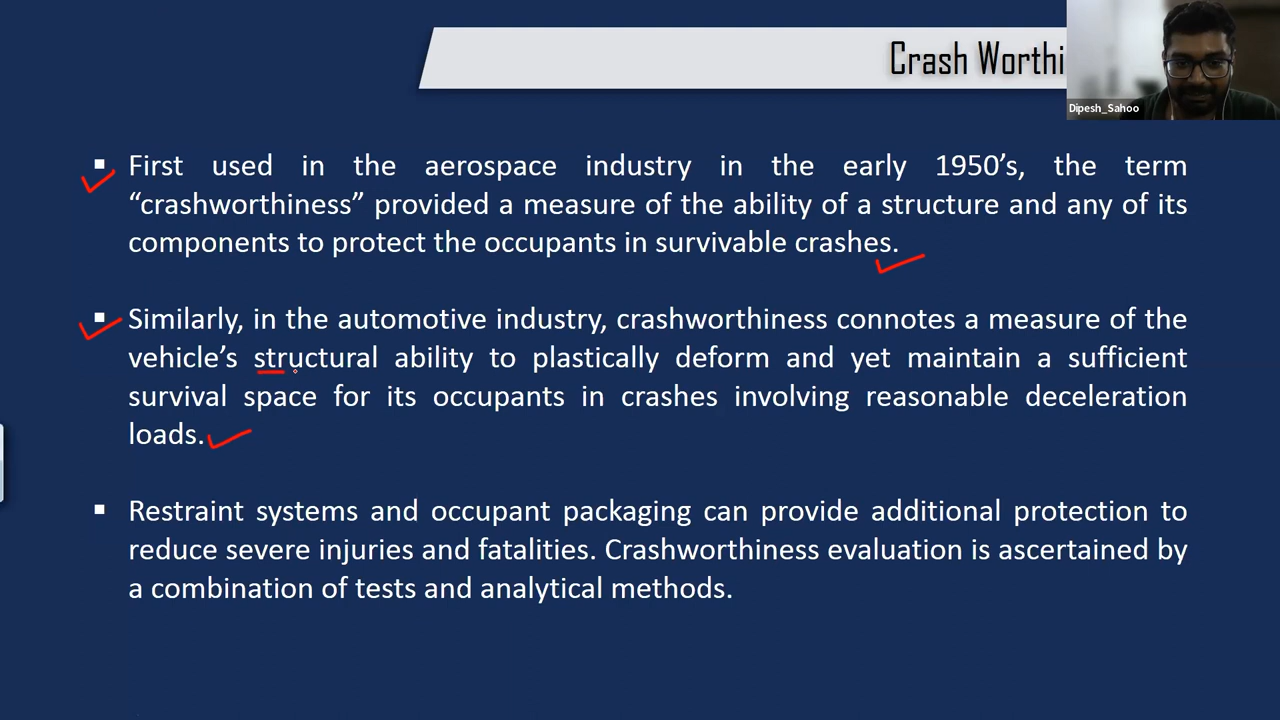 Crash Worthi
Dipesh_Sahoo
First used in the aerospace industry in the early 1950's, the term
“crashworthiness” provided a measure of the ability of a structure and any of its
components to protect the occupants in survivable crashes.
Similarly, in the automotive industry, crashworthiness connotes a measure of the
vehicle's structural ability to plastically deform and yet maintain a sufficient
survival space for its occupants in crashes involving reasonable deceleration
loads.
Restraint systems and occupant packaging can provide additional protection to
reduce severe injuries and fatalities. Crashworthiness evaluation is ascertained by
a combination of tests and analytical methods.